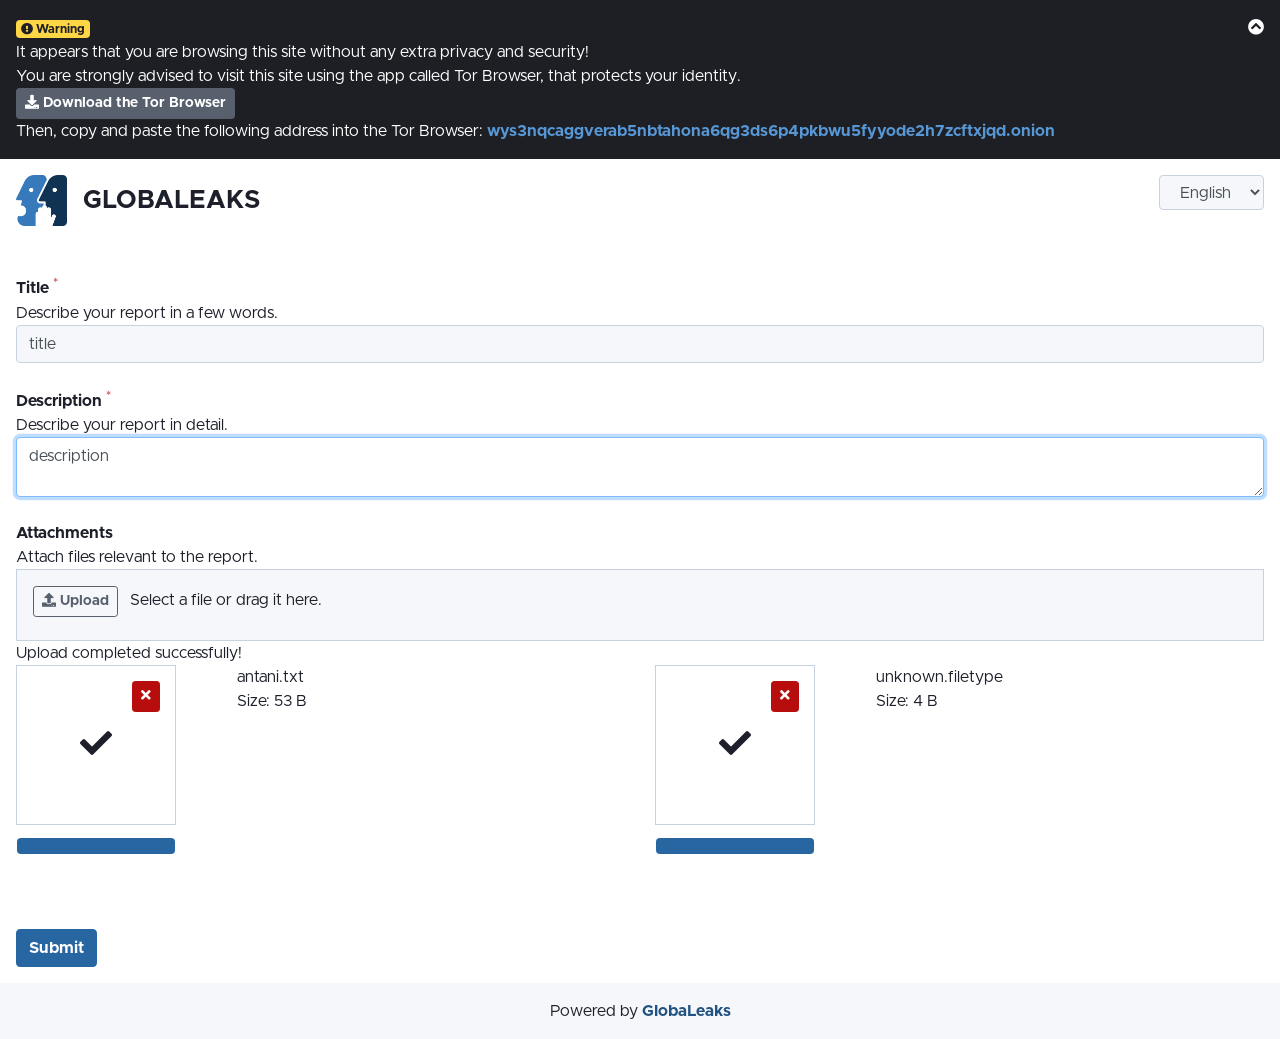 Warning
It appears that you are browsing this site without any extra privacy and security!
You are strongly advised to visit this site using the app called Tor Browser, that protects your identity.
Download the Tor Browser
Then, copy and paste the following address into the Tor Browser: wys3nqcaggverab5nbtahona6qg3ds6p4pkbwu5fyyode2h7zcftxjqd.onion
GLOBALEAKS
English
Title *
Describe your report in a few words.
title
Description *
Describe your report in detail.
description
Attachments
Attach files relevant to the report.
Upload Select a file or drag it here.
Upload completed successfully!
antani.txt
Size: 53 B
unknown.filetype
Size: 4 B
Submit
Powered by GlobaLeaks